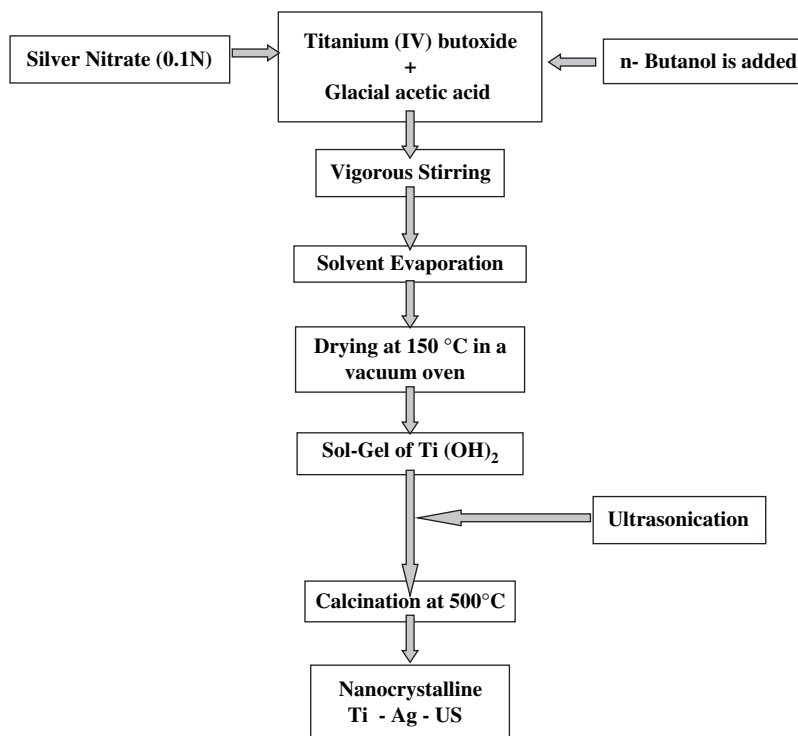 Silver Nitrate (0.1N)
Titanium (IV) butoxide
+
Glacial acetic acid
n- Butanol is added
Vigorous Stirring
Solvent Evaporation
Drying at 150 °C in a
vacuum oven
Sol-Gel of Ti (OH)₂
Ultrasonication
Calcination at 500°C
Nanocrystalline
Ti - Ag - US